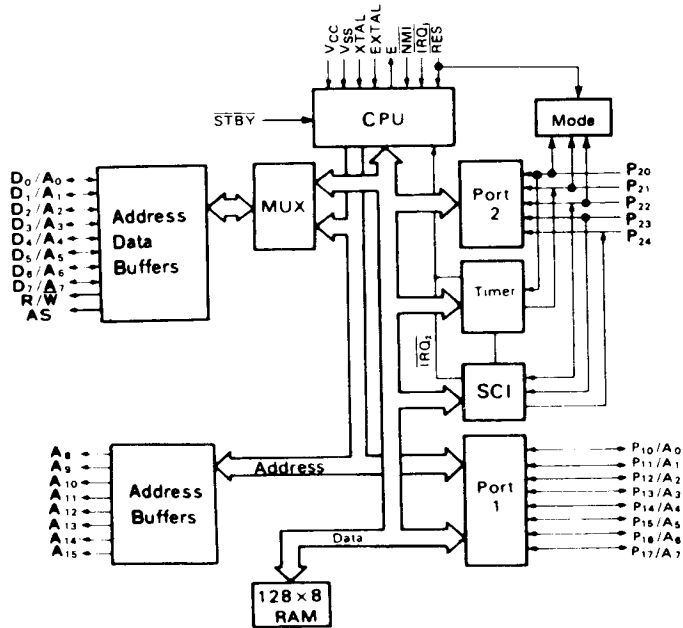 VCC
VSS
XTAL
EXTAL
E
NMI
IRQ₁
RES
STBY
CPU
Mode
D₀/A₀
D₁/A₁
D₂/A₂
D₃/A₃
D₄/A₄
D₅/A₅
D₆/A₆
D₇/A₇
R/W
AS
Address
Data
Buffers
MUX
Port
2
P₂₀
P₂₁
P₂₂
P₂₃
P₂₄
Timer
IRQ₂
SCI
A₈
A₉
A₁₀
A₁₁
A₁₂
A₁₃
A₁₄
A₁₅
Address
Buffers
Address
Port
1
P₁₀/A₀
P₁₁/A₁
P₁₂/A₂
P₁₃/A₃
P₁₄/A₄
P₁₅/A₅
P₁₆/A₆
P₁₇/A₇
Data
128×8
RAM